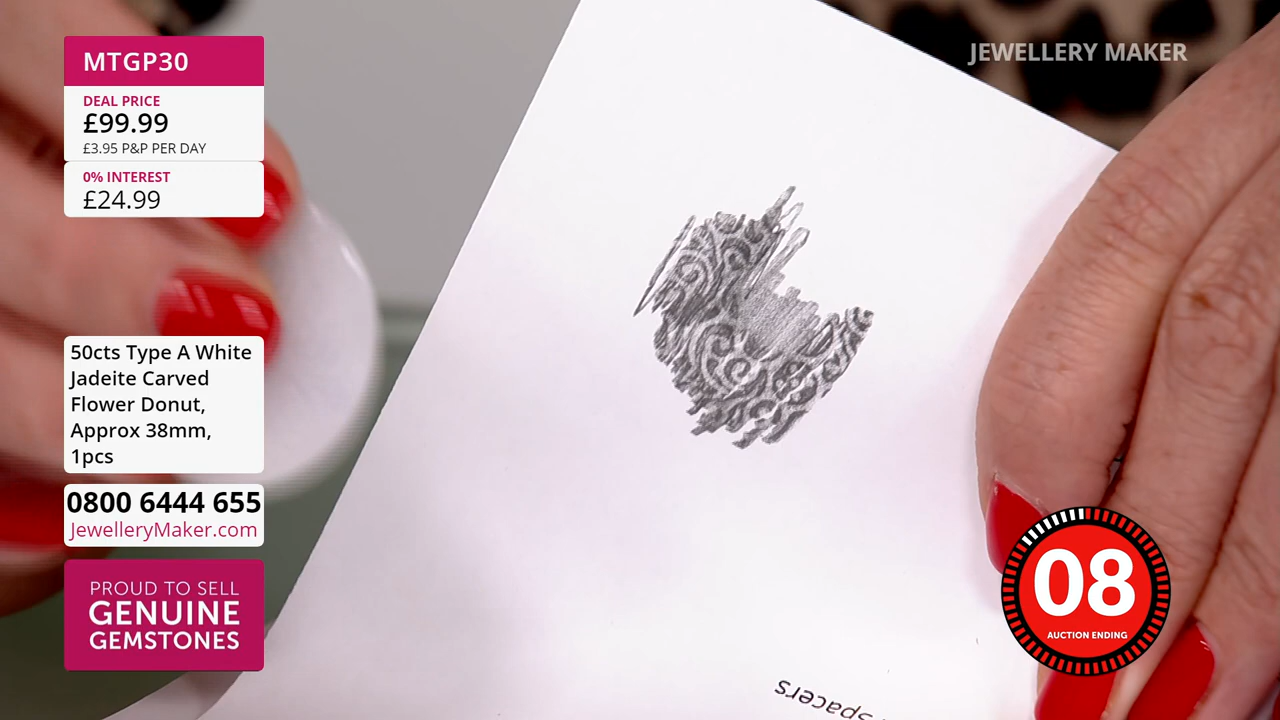 MTGP30
DEAL PRICE
£99.99
£3.95 P&P PER DAY
0% INTEREST
£24.99
50cts Type A White
Jadeite Carved
Flower Donut,
Approx 38mm,
1pcs
0800 6444 655
JewelleryMaker.com
PROUD TO SELL
GENUINE
GEMSTONES
JEWELLERY MAKER
08
AUCTION ENDING
spacers